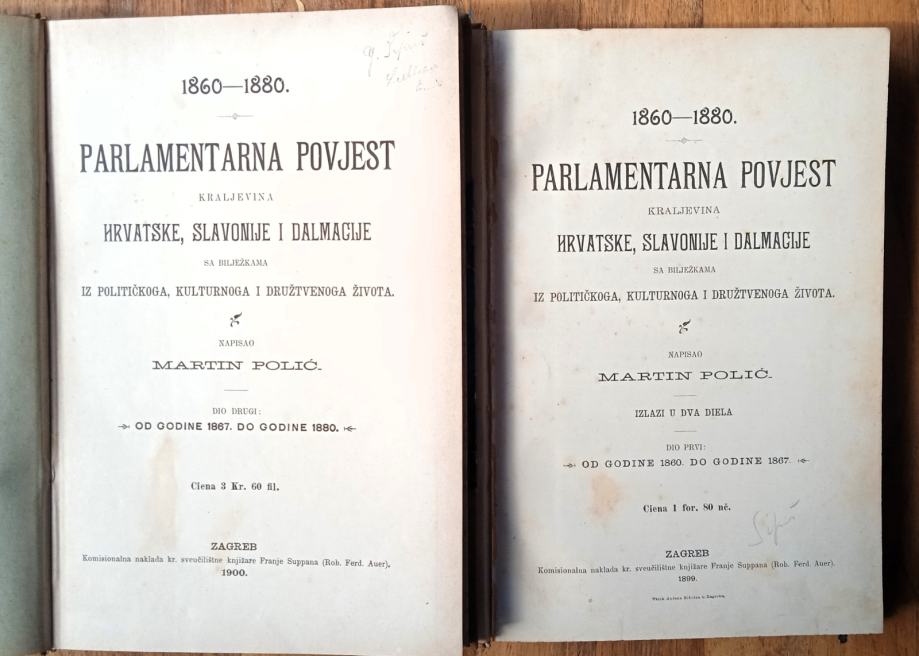 1860—1880.
PARLAMENTARNA POVJEST
KRALJEVINA
HRVATSKE, SLAVONIJE I DALMACIJE
SA BILJEŽKAMA
IZ POLITIČKOGA, KULTURNOGA I DRUŽTVENOGA ŽIVOTA.
NAPISAO
MARTIN POLIĆ.
DIO DRUGI:
OD GODINE 1867. DO GODINE 1880.
Ciena 3 Kr. 60 fil.
ZAGREB
Komisionalna naklada kr. sveučilištne knjižare Franje Suppana (Rob. Ferd. Auer).
1900.
1860—1880.
PARLAMENTARNA POVJEST
KRALJEVINA
HRVATSKE, SLAVONIJE I DALMACIJE
SA BILJEŽKAMA
IZ POLITIČKOGA, KULTURNOGA I DRUŽTVENOGA ŽIVOTA.
NAPISAO
MARTIN POLIĆ.
IZLAZI U DVA DIELA
DIO PRVI:
OD GODINE 1860. DO GODINE 1867.
Ciena 1 for. 80 nč.
ZAGREB
Komisionalna naklada kr. sveučilištne knjižare Franje Suppana (Rob. Ferd. Auer).
1899.